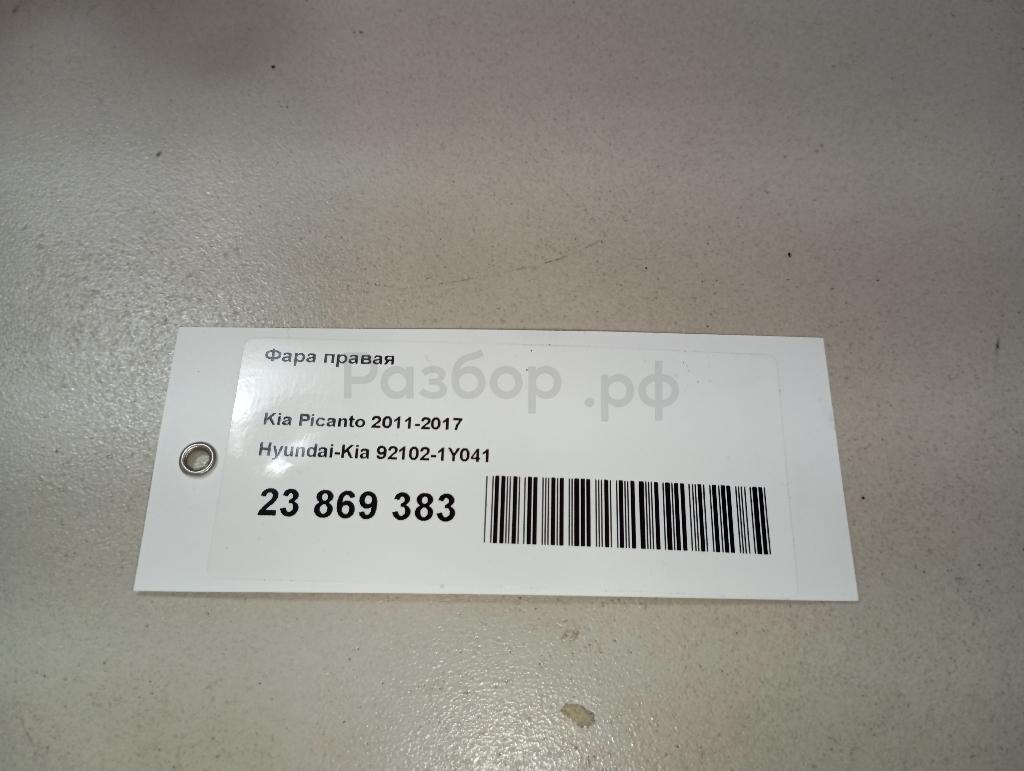 Фара правая
Разбор .рф
Kia Picanto 2011-2017
Hyundai-Kia 92102-1Y041
23 869 383